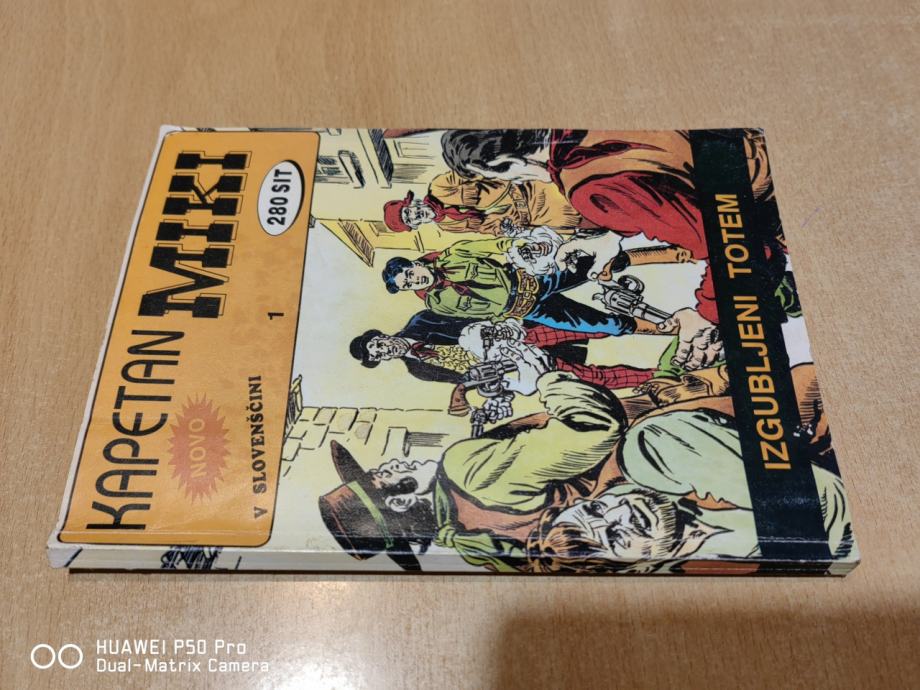 KAPETAN
MIKI
NOVO
280 SIT
V SLOVENŠČINI
1
IZGUBLJENI TOTEM
HUAWEI P50 Pro
Dual-Matrix Camera